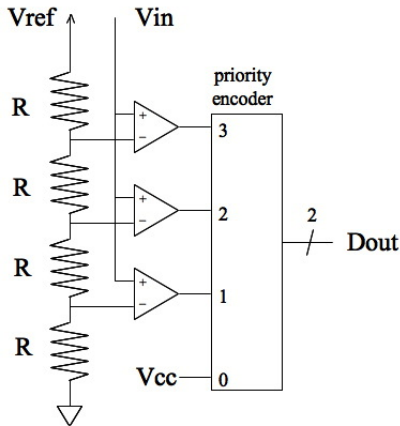 Vref Vin
priority
encoder
R
+
−
3
R
+
−
2
2
Dout
R
+
−
1
R
Vcc
0